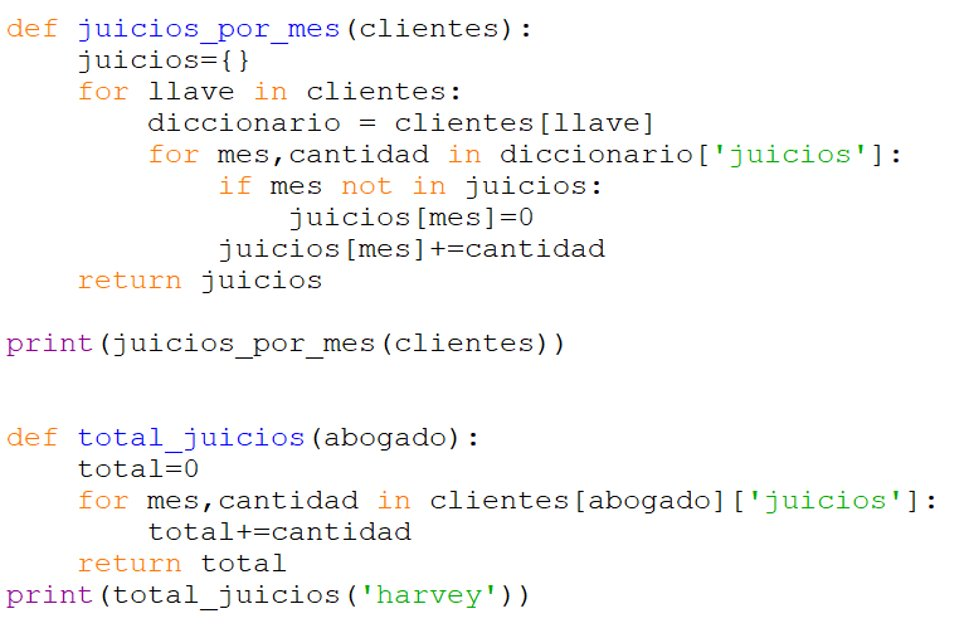 def juicios_por_mes(clientes):
    juicios={}
    for llave in clientes:
        diccionario = clientes[llave]
        for mes,cantidad in diccionario['juicios']:
            if mes not in juicios:
                juicios[mes]=0
            juicios[mes]+=cantidad
    return juicios

print(juicios_por_mes(clientes))


def total_juicios(abogado):
    total=0
    for mes,cantidad in clientes[abogado]['juicios']:
        total+=cantidad
    return total
print(total_juicios('harvey'))